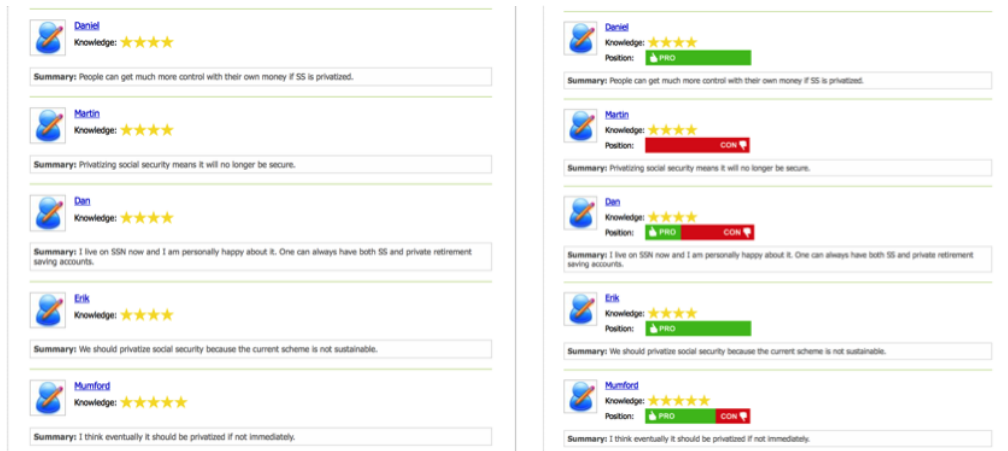 Daniel
Knowledge:
Summary: People can get much more control with their own money if SS is privatized.
Martin
Knowledge:
Summary: Privatizing social security means it will no longer be secure.
Dan
Knowledge:
Summary: I live on SSN now and I am personally happy about it. One can always have both SS and private retirement
saving accounts.
Erik
Knowledge:
Summary: We should privatize social security because the current scheme is not sustainable.
Mumford
Knowledge:
Summary: I think eventually it should be privatized if not immediately.
Daniel
Knowledge:
Position: PRO
Summary: People can get much more control with their own money if SS is privatized.
Martin
Knowledge:
Position: CON
Summary: Privatizing social security means it will no longer be secure.
Dan
Knowledge:
Position: PRO CON
Summary: I live on SSN now and I am personally happy about it. One can always have both SS and private retirement
saving accounts.
Erik
Knowledge:
Position: PRO
Summary: We should privatize social security because the current scheme is not sustainable.
Mumford
Knowledge:
Position: PRO CON
Summary: I think eventually it should be privatized if not immediately.